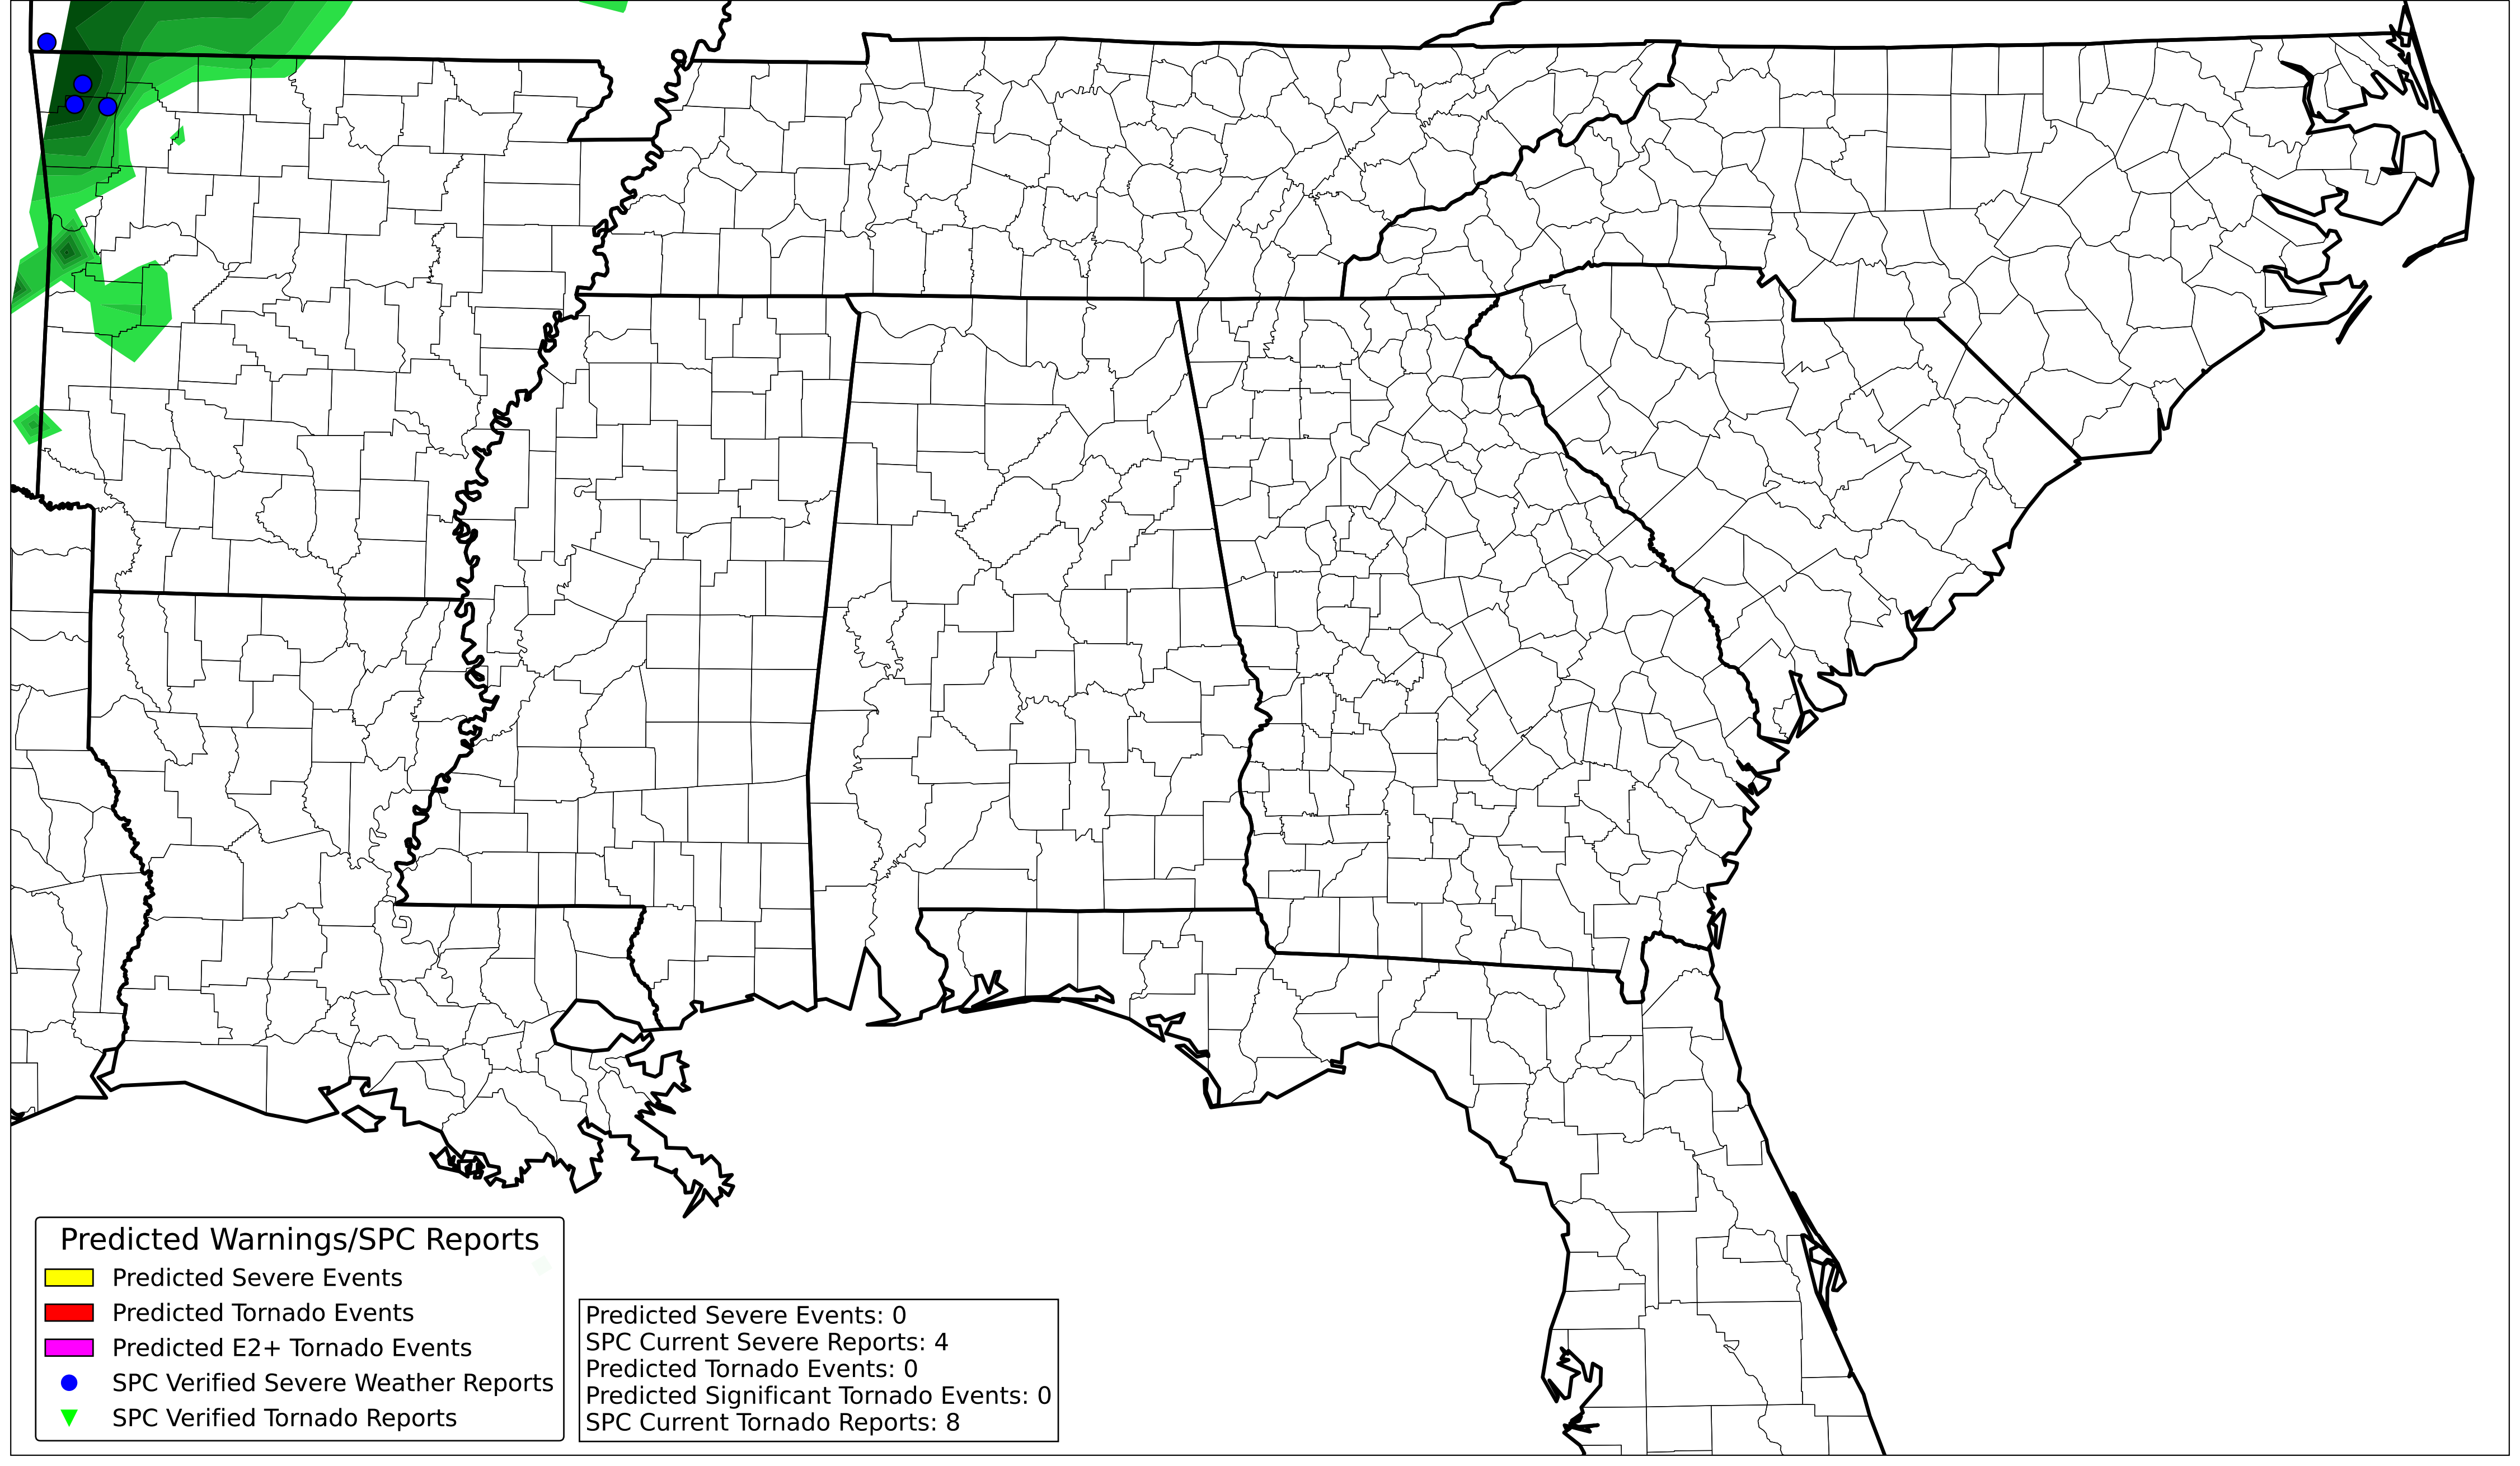 Predicted Warnings/SPC Reports
Predicted Severe Events
Predicted Tornado Events
Predicted E2+ Tornado Events
SPC Verified Severe Weather Reports
SPC Verified Tornado Reports
Predicted Severe Events: 0
SPC Current Severe Reports: 4
Predicted Tornado Events: 0
Predicted Significant Tornado Events: 0
SPC Current Tornado Reports: 8